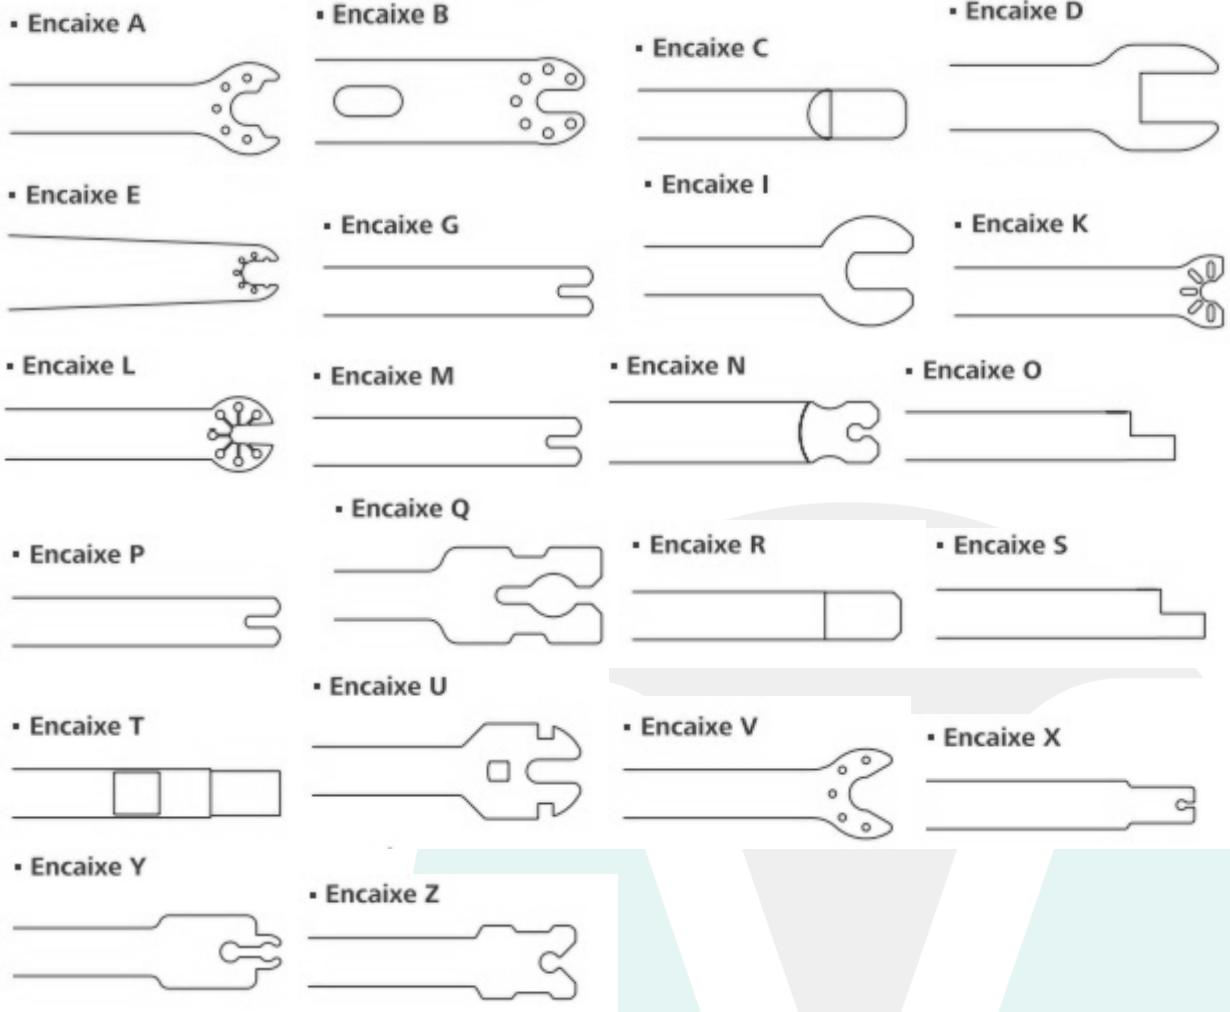 ▪ Encaixe A
▪ Encaixe B
▪ Encaixe C
▪ Encaixe D
▪ Encaixe E
▪ Encaixe G
▪ Encaixe I
▪ Encaixe K
▪ Encaixe L
▪ Encaixe M
▪ Encaixe N
▪ Encaixe O
▪ Encaixe P
▪ Encaixe Q
▪ Encaixe R
▪ Encaixe S
▪ Encaixe T
▪ Encaixe U
▪ Encaixe V
▪ Encaixe X
▪ Encaixe Y
▪ Encaixe Z